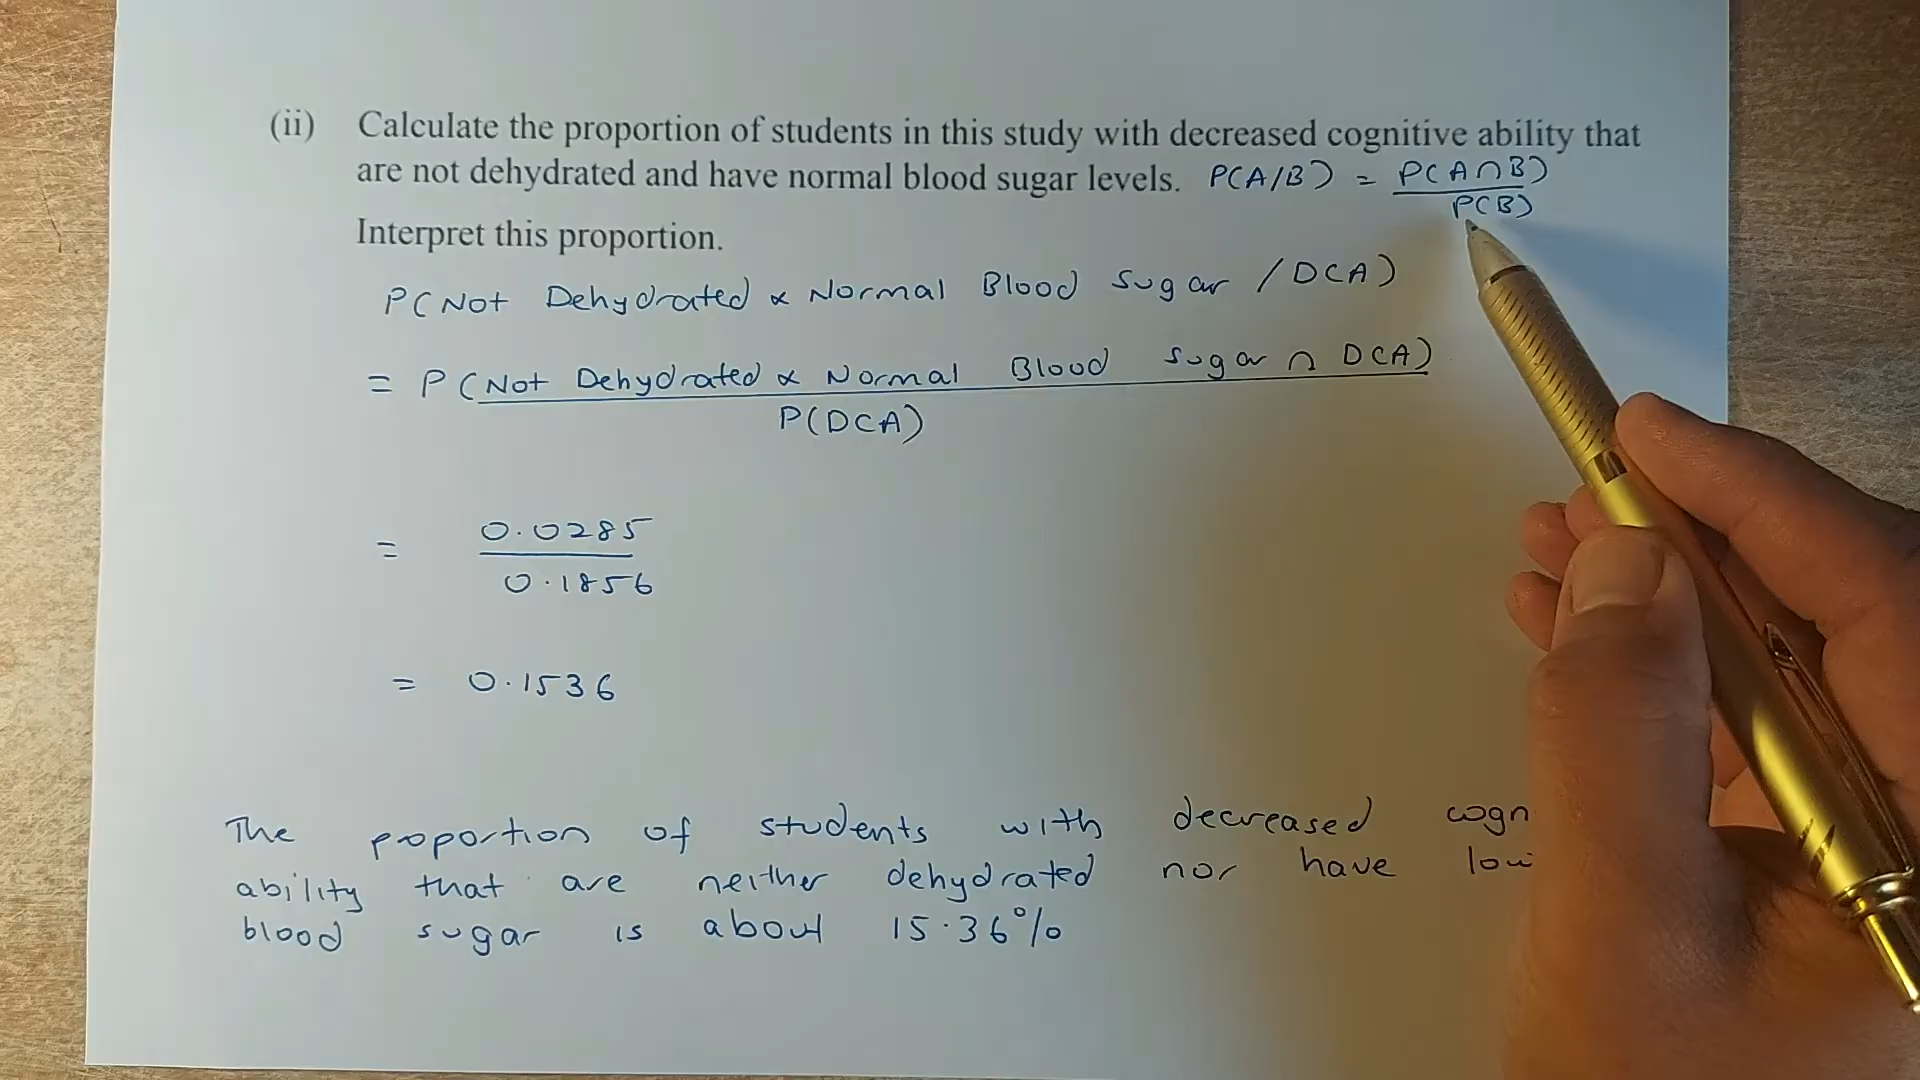 (ii) Calculate the proportion of students in this study with decreased cognitive ability that
are not dehydrated and have normal blood sugar levels. P(A/B) = P(A∩B)
P(B)
Interpret this proportion.
P(Not Dehydrated & Normal Blood Sugar / DCA)
= P(Not Dehydrated & Normal Blood Sugar ∩ DCA)
P(DCA)
= 0.0285
0.1856
= 0.1536
The proportion of students with decreased cogn
ability that are neither dehydrated nor have low
blood sugar is about 15.36%